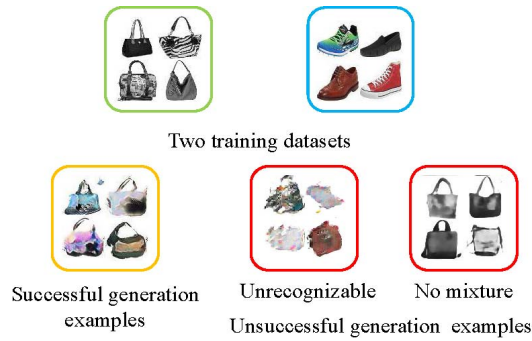 Two training datasets
Successful generation
examples
Unrecognizable
No mixture
Unsuccessful generation examples